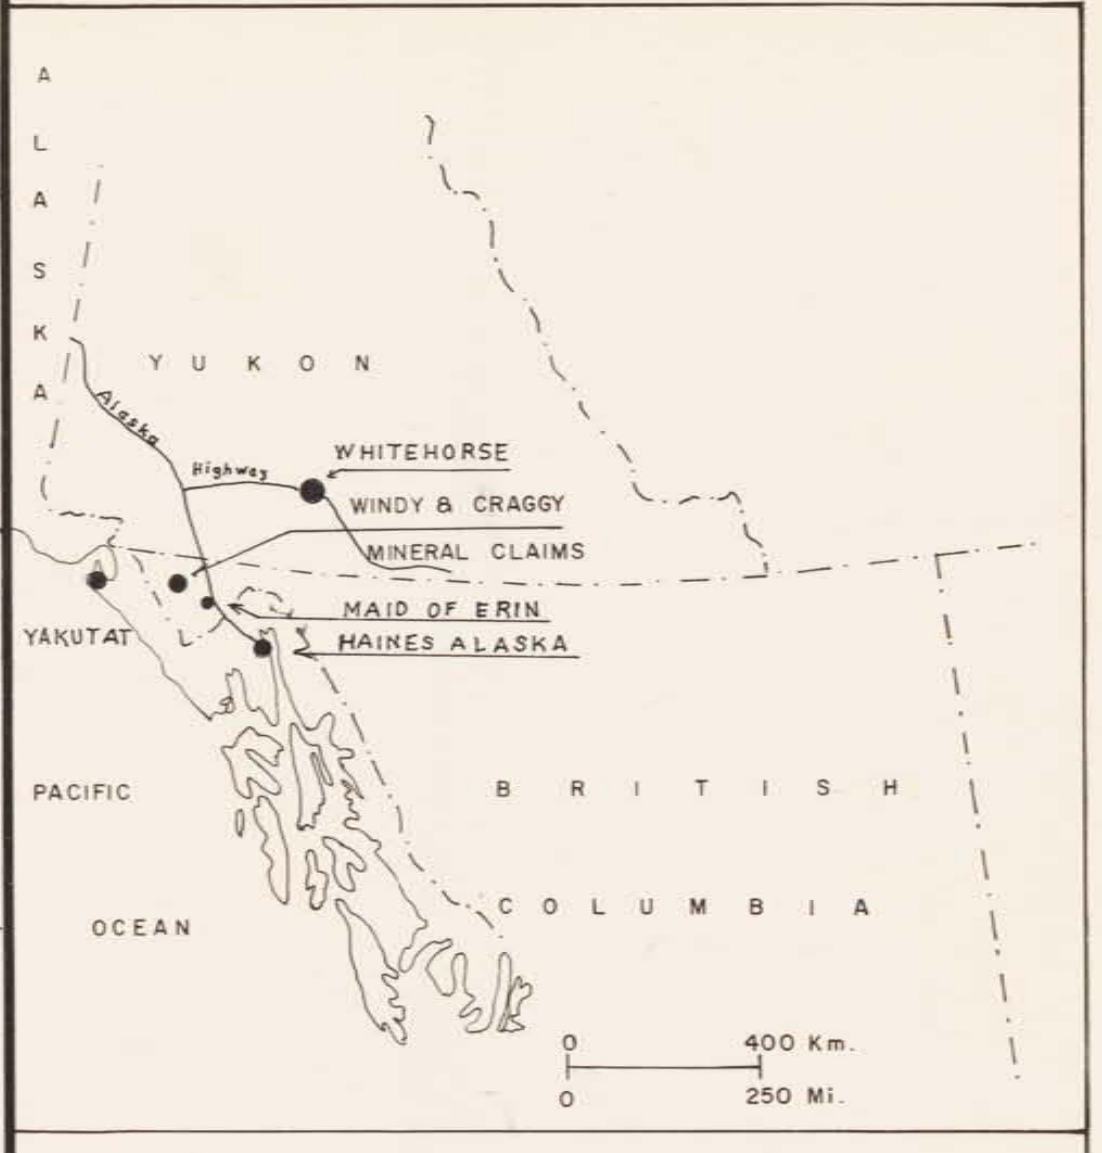 ALASKA
YUKON
Alaska
Highway
WHITEHORSE
WINDY & CRAGGY
MINERAL CLAIMS
MAID OF ERIN
YAKUTAT
HAINES ALASKA
PACIFIC
BRITISH
COLUMBIA
OCEAN
0 400 Km.
0 250 Mi.